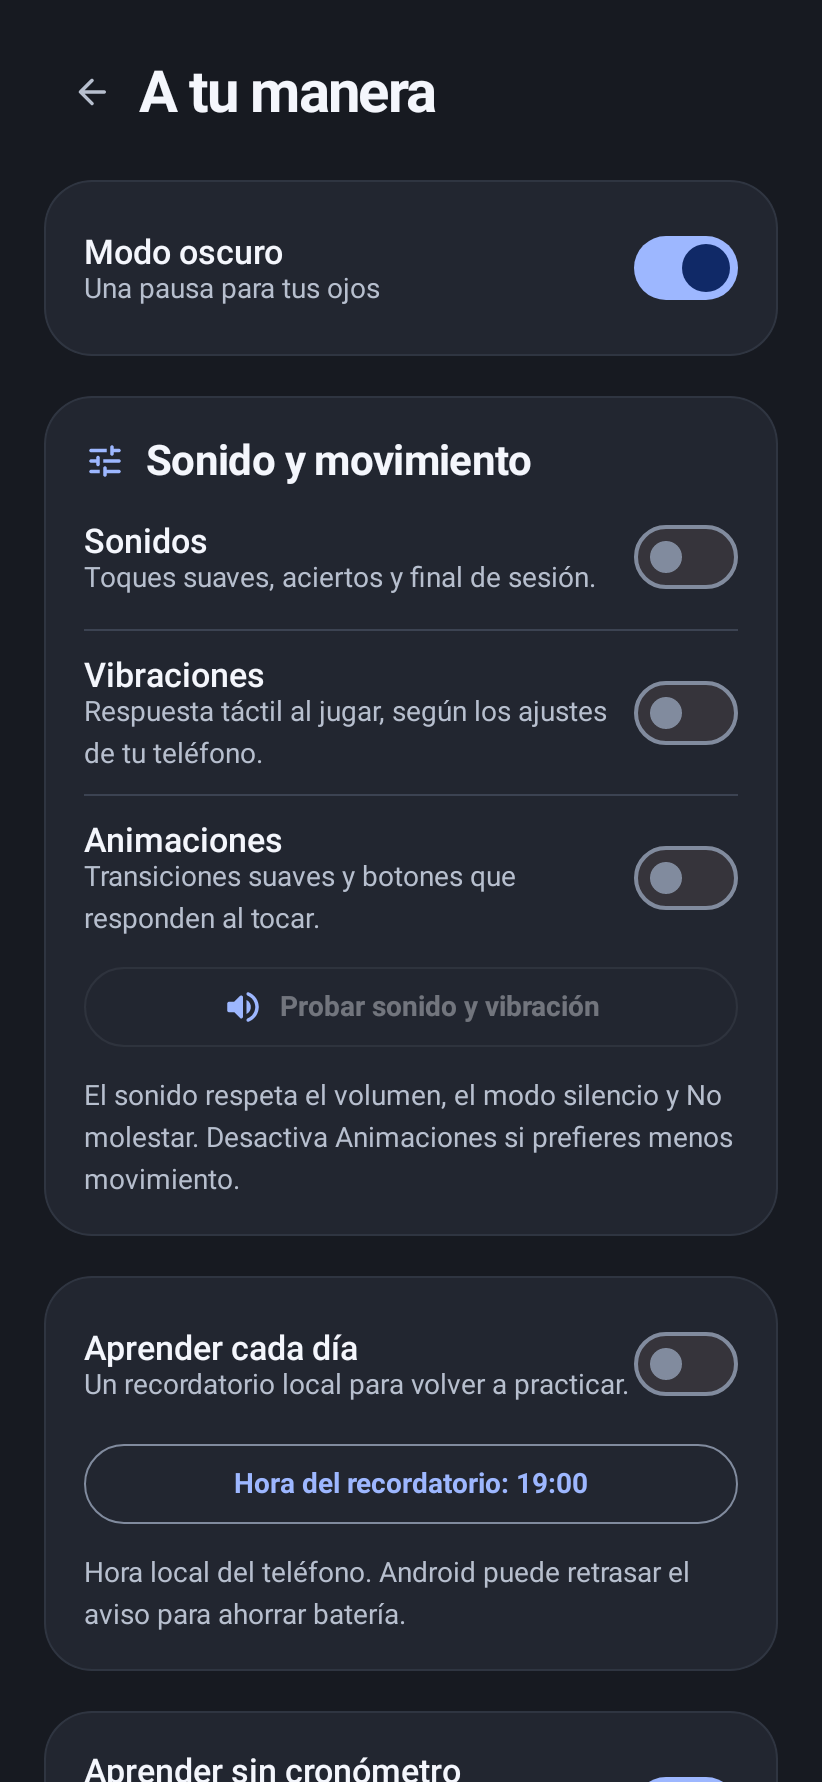 A tu manera
Modo oscuro
Una pausa para tus ojos
Sonido y movimiento
Sonidos
Toques suaves, aciertos y final de sesión.
Vibraciones
Respuesta táctil al jugar, según los ajustes
de tu teléfono.
Animaciones
Transiciones suaves y botones que
responden al tocar.
Probar sonido y vibración
El sonido respeta el volumen, el modo silencio y No
molestar. Desactiva Animaciones si prefieres menos
movimiento.
Aprender cada día
Un recordatorio local para volver a practicar.
Hora del recordatorio: 19:00
Hora local del teléfono. Android puede retrasar el
aviso para ahorrar batería.
Aprender sin cronómetro